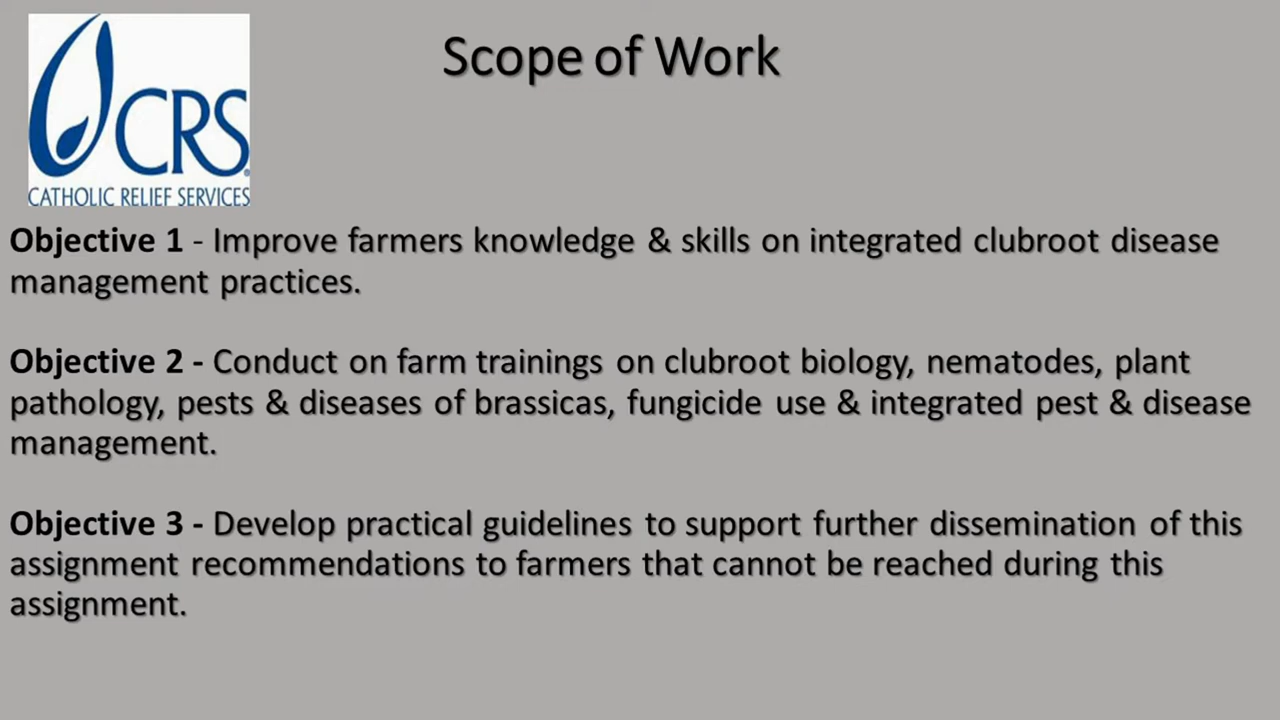 Scope of Work
CRS
CATHOLIC RELIEF SERVICES
Objective 1 - Improve farmers knowledge & skills on integrated clubroot disease
management practices.
Objective 2 - Conduct on farm trainings on clubroot biology, nematodes, plant
pathology, pests & diseases of brassicas, fungicide use & integrated pest & disease
management.
Objective 3 - Develop practical guidelines to support further dissemination of this
assignment recommendations to farmers that cannot be reached during this
assignment.